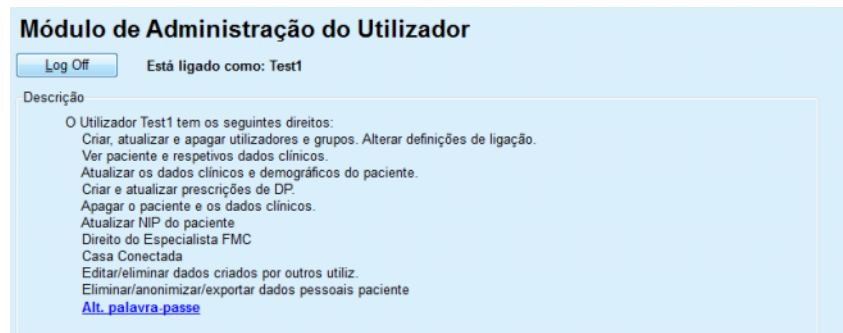 Módulo de Administração do Utilizador
Log Off Está ligado como: Test1
Descrição
O Utilizador Test1 tem os seguintes direitos:
Criar, atualizar e apagar utilizadores e grupos. Alterar definições de ligação.
Ver paciente e respetivos dados clínicos.
Atualizar os dados clínicos e demográficos do paciente.
Criar e atualizar prescrições de DP.
Apagar o paciente e os dados clínicos.
Atualizar NIP do paciente
Direito do Especialista FMC
Casa Conectada
Editar/eliminar dados criados por outros utiliz.
Eliminar/anonimizar/exportar dados pessoais paciente
Alt. palavra-passe